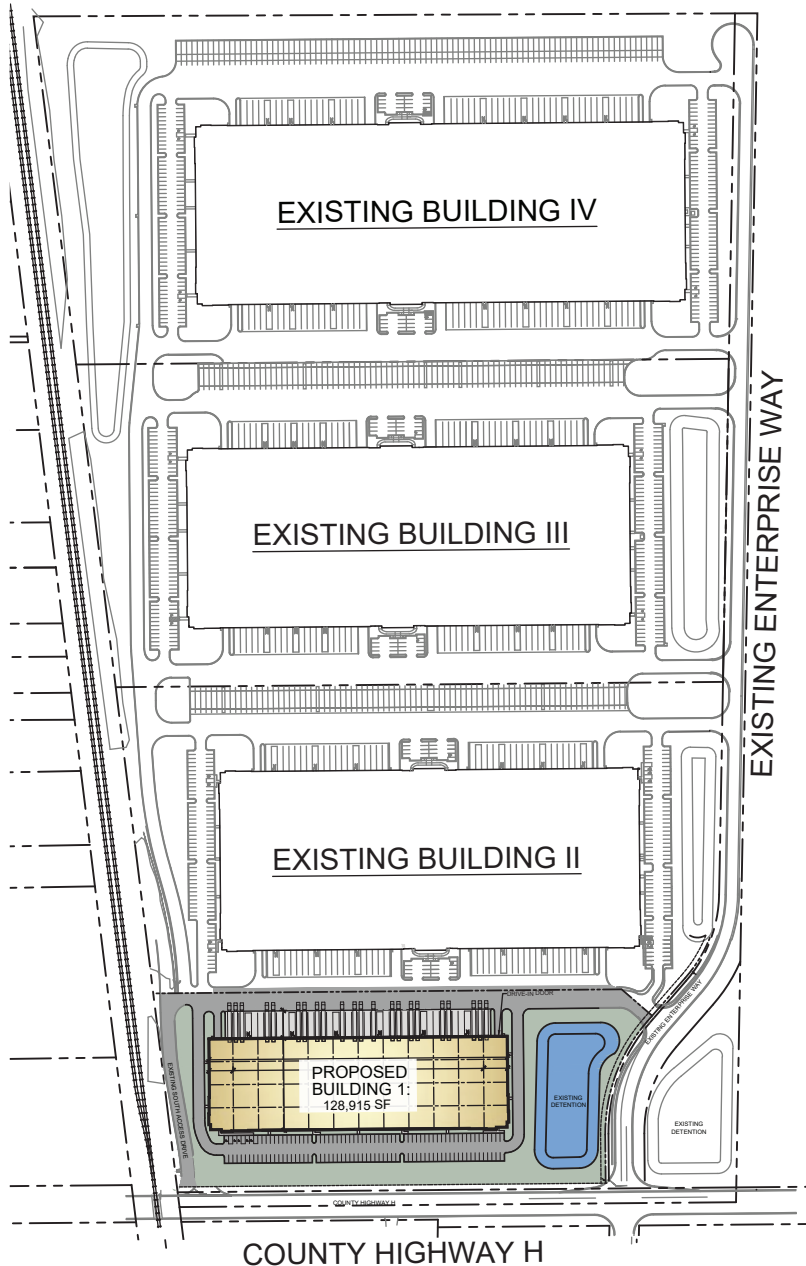 EXISTING BUILDING IV
EXISTING ENTERPRISE WAY
EXISTING BUILDING III
EXISTING BUILDING II
DRIVE-IN DOOR
EXISTING ENTERPRISE WAY
PROPOSED
BUILDING 1:
128,915 SF
EXISTING SOUTH ACCESS DRIVE
EXISTING
DETENTION
EXISTING
DETENTION
COUNTY HIGHWAY H
COUNTY HIGHWAY H